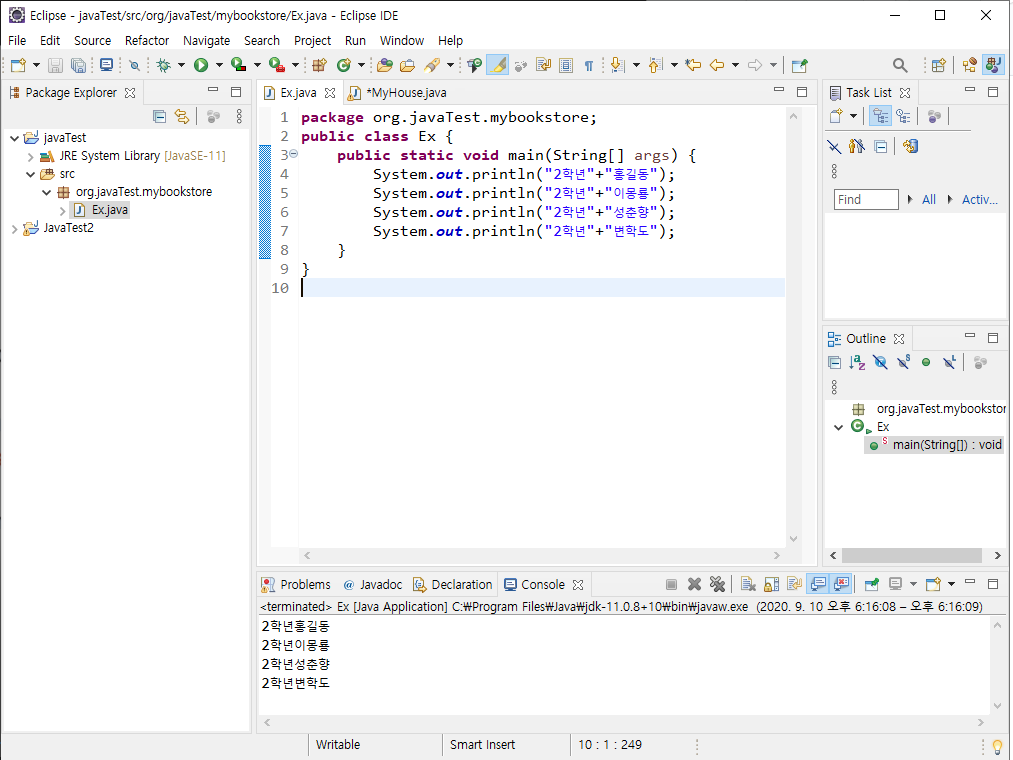 Eclipse - javaTest/src/org/javaTest/mybookstore/Ex.java - Eclipse IDE
File Edit Source Refactor Navigate Search Project Run Window Help
Package Explorer
javaTest
JRE System Library [JavaSE-11]
src
org.javaTest.mybookstore
Ex.java
JavaTest2
Ex.java *MyHouse.java
1 package org.javaTest.mybookstore;
2 public class Ex {
3 public static void main(String[] args) {
4 System.out.println("2학년"+"홍길동");
5 System.out.println("2학년"+"이몽룡");
6 System.out.println("2학년"+"성춘향");
7 System.out.println("2학년"+"변학도");
8 }
9 }
10
Task List
Find All Activ...
Outline
org.javaTest.mybookstor
Ex
main(String[]) : void
Problems @ Javadoc Declaration Console
<terminated> Ex [Java Application] C:₩Program Files₩Java₩jdk-11.0.8+10₩bin₩javaw.exe (2020. 9. 10 오후 6:16:08 – 오후 6:16:09)
2학년홍길동
2학년이몽룡
2학년성춘향
2학년변학도
Writable Smart Insert 10 : 1 : 249